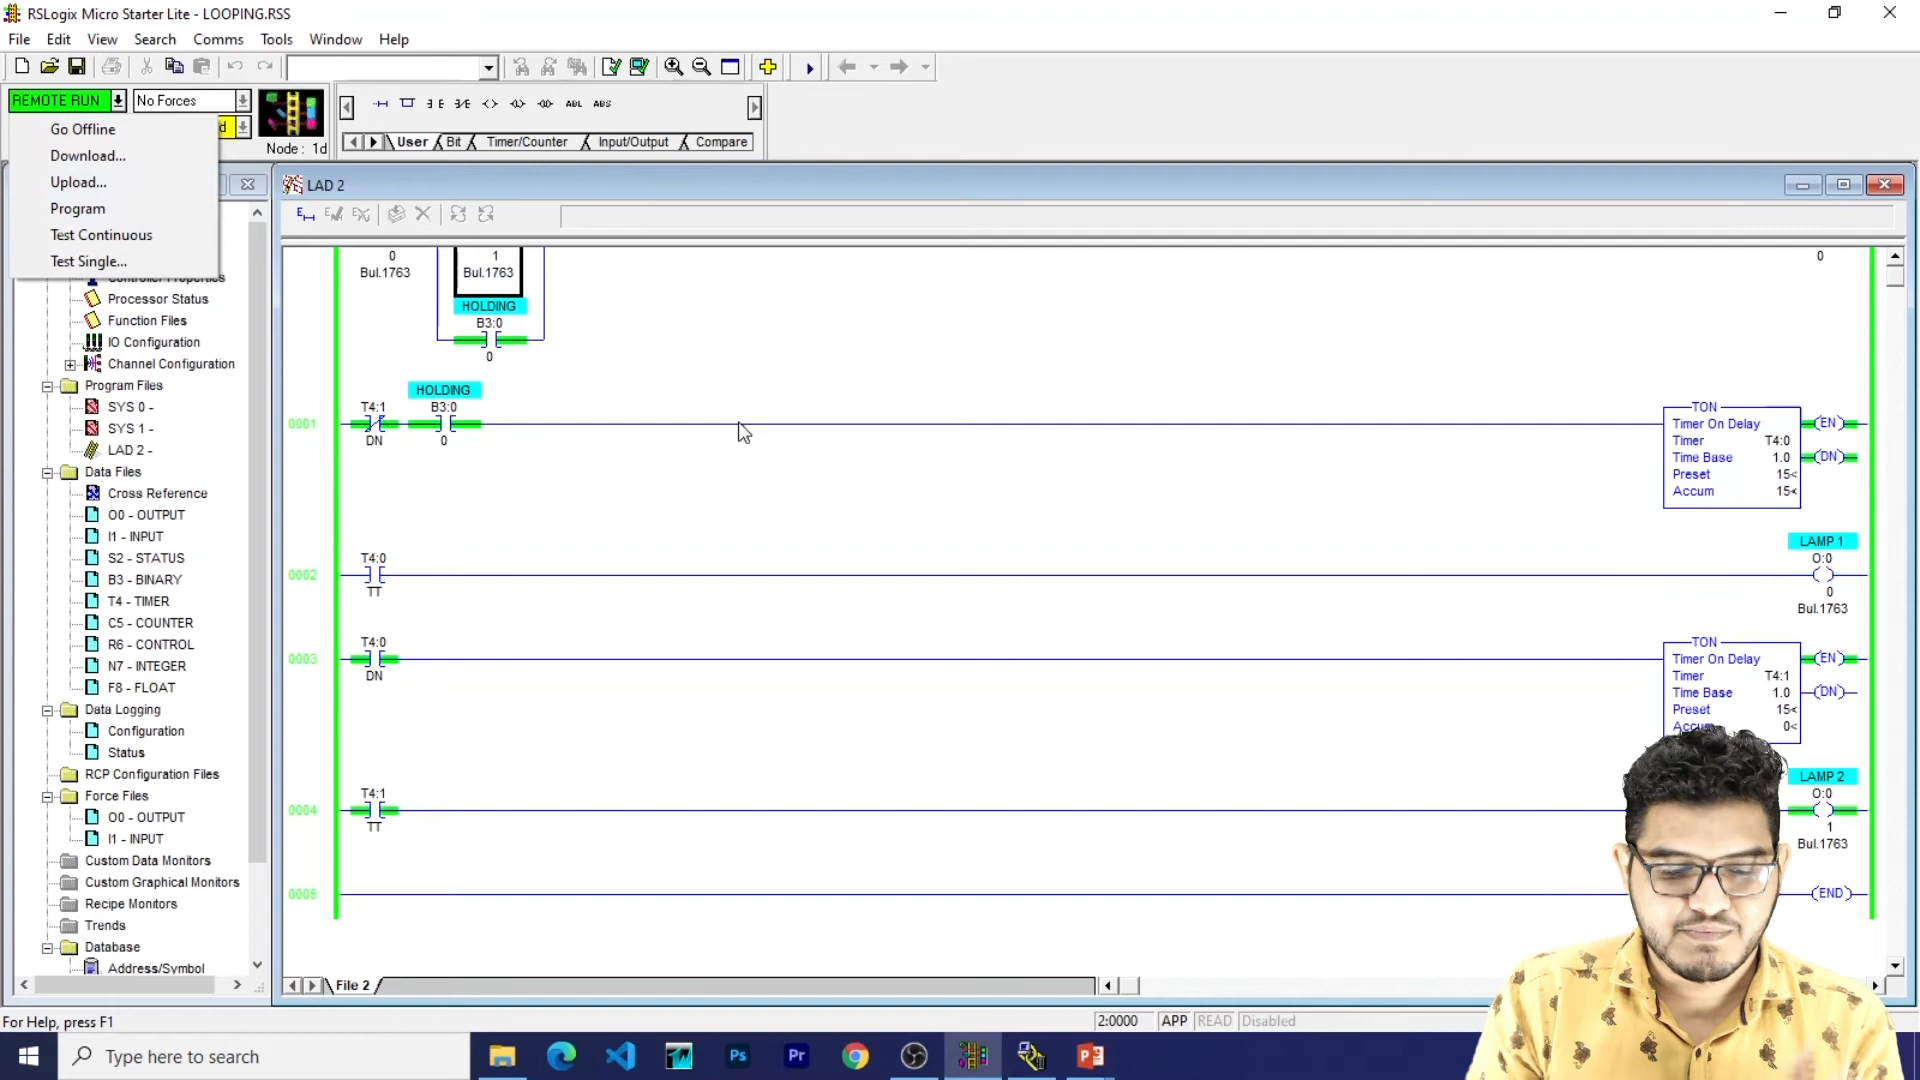 RSLogix Micro Starter Lite - LOOPING.RSS
File Edit View Search Comms Tools Window Help
REMOTE RUN No Forces
Go Offline
Download...
Upload...
Program
Test Continuous
Test Single...
d
Node : 1d
ABL ABS
User Bit Timer/Counter Input/Output Compare
Processor Status
Function Files
IO Configuration
Channel Configuration
Program Files
SYS 0 -
SYS 1 -
LAD 2 -
Data Files
Cross Reference
O0 - OUTPUT
I1 - INPUT
S2 - STATUS
B3 - BINARY
T4 - TIMER
C5 - COUNTER
R6 - CONTROL
N7 - INTEGER
F8 - FLOAT
Data Logging
Configuration
Status
RCP Configuration Files
Force Files
O0 - OUTPUT
I1 - INPUT
Custom Data Monitors
Custom Graphical Monitors
Recipe Monitors
Trends
Database
Address/Symbol
LAD 2
0 1 0
Bul.1763 Bul.1763
HOLDING
B3:0
0
HOLDING
0001 T4:1 B3:0
DN 0
TON
Timer On Delay
Timer T4:0
Time Base 1.0
Preset 15<
Accum 15<
EN
DN
LAMP 1
0002 T4:0 O:0
TT 0
Bul.1763
0003 T4:0
DN
TON
Timer On Delay
Timer T4:1
Time Base 1.0
Preset 15<
Accum 0<
EN
DN
LAMP 2
0004 T4:1 O:0
TT 1
Bul.1763
0005 END
File 2
For Help, press F1
2:0000 APP READ Disabled
Type here to search
Ps Pr